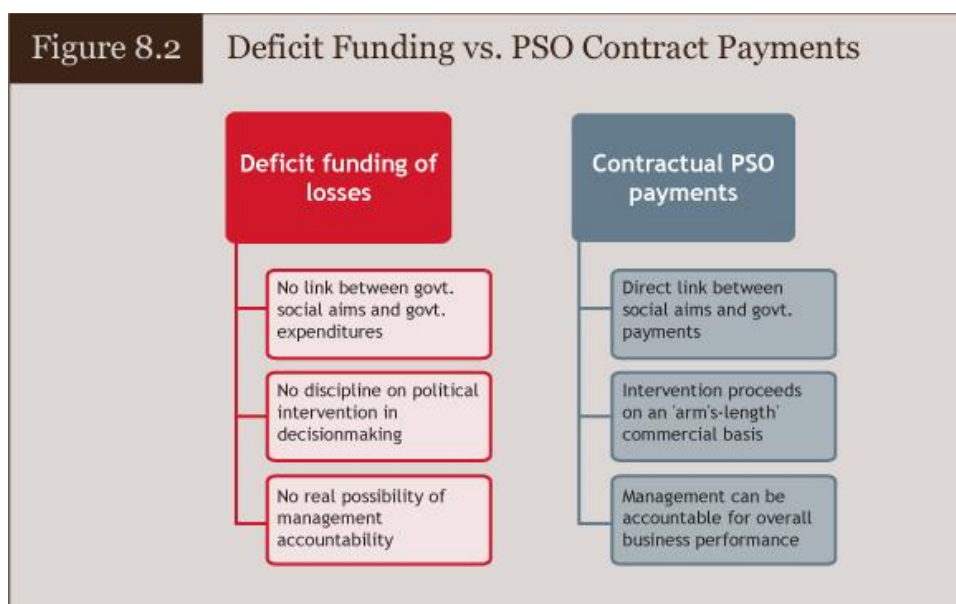 Figure 8.2
Deficit Funding vs. PSO Contract Payments
Deficit funding of
losses
No link between govt.
social aims and govt.
expenditures
No discipline on political
intervention in
decisionmaking
No real possibility of
management
accountability
Contractual PSO
payments
Direct link between
social aims and govt.
payments
Intervention proceeds
on an 'arm's-length'
commercial basis
Management can be
accountable for overall
business performance